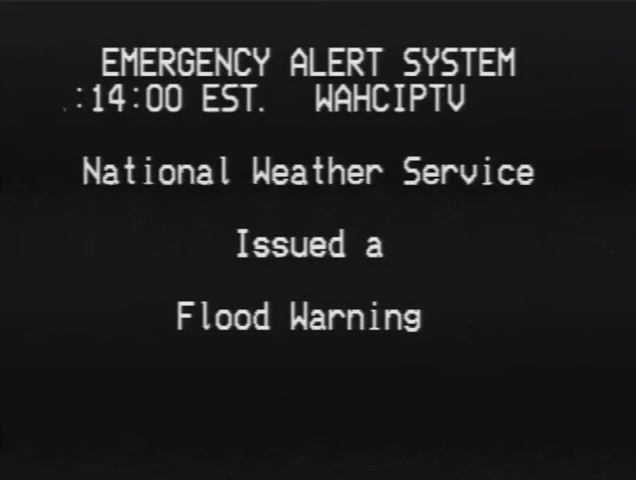 EMERGENCY ALERT SYSTEM
:14:00 EST. WAHCIPTV
National Weather Service
Issued a
Flood Warning